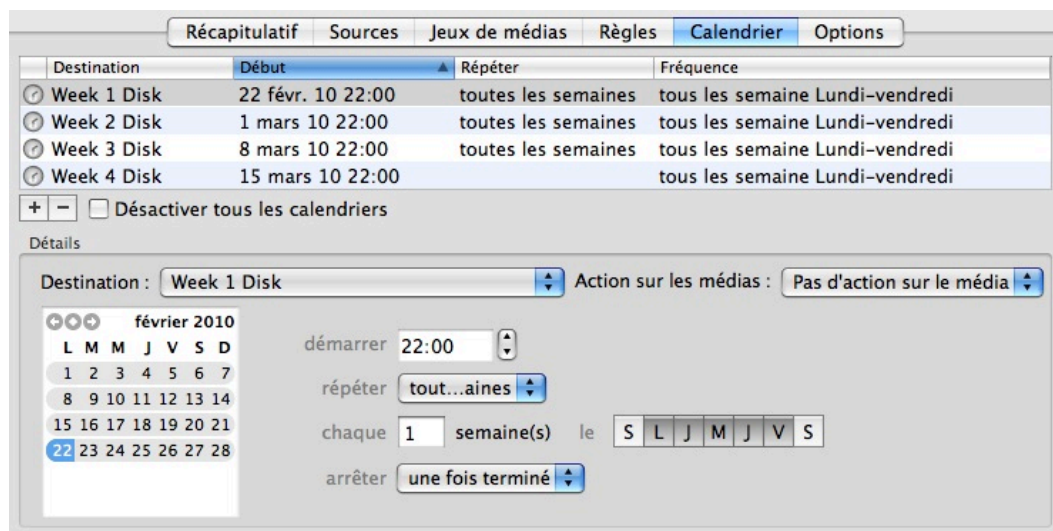 Récapitulatif Sources Jeux de médias Règles Calendrier Options
Destination Début Répéter Fréquence
Week 1 Disk 22 févr. 10 22:00 toutes les semaines tous les semaine Lundi-vendredi
Week 2 Disk 1 mars 10 22:00 toutes les semaines tous les semaine Lundi-vendredi
Week 3 Disk 8 mars 10 22:00 toutes les semaines tous les semaine Lundi-vendredi
Week 4 Disk 15 mars 10 22:00 tous les semaine Lundi-vendredi
+ - Désactiver tous les calendriers
Détails
Destination : Week 1 Disk Action sur les médias : Pas d'action sur le média
février 2010
L M M J V S D
1 2 3 4 5 6 7
8 9 10 11 12 13 14
15 16 17 18 19 20 21
22 23 24 25 26 27 28
démarrer 22:00
répéter tout...aines
chaque 1 semaine(s) le S L J M J V S
arrêter une fois terminé